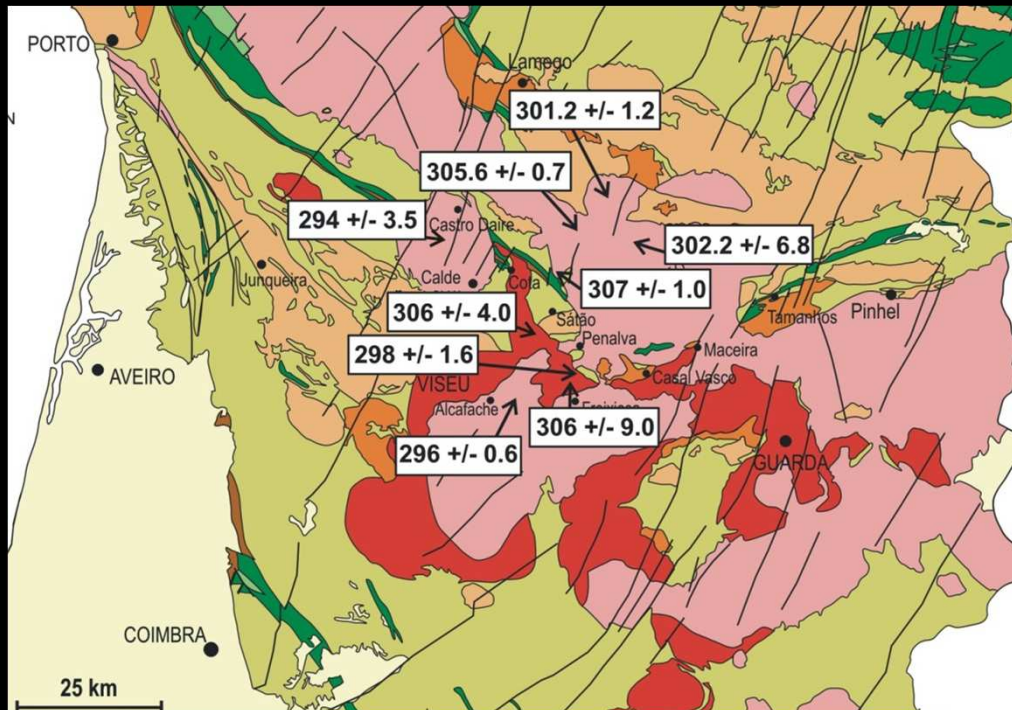 PORTO
Lamego
N
301.2 +/- 1.2
305.6 +/- 0.7
294 +/- 3.5
Castro Daire
302.2 +/- 6.8
Junqueira
Calde
Cota
307 +/- 1.0
306 +/- 4.0
Sátão
Tamanhos
Pinhel
Penalva
298 +/- 1.6
Maceira
AVEIRO
VISEU
Casal Vasco
Alcafache
306 +/- 9.0
296 +/- 0.6
GUARDA
COIMBRA
25 km